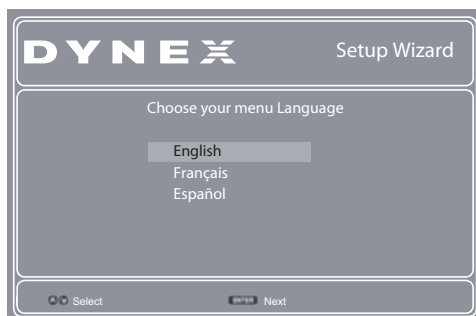 DYNEX
Setup Wizard
Choose your menu Language
English
Français
Español
Select
ENTER Next